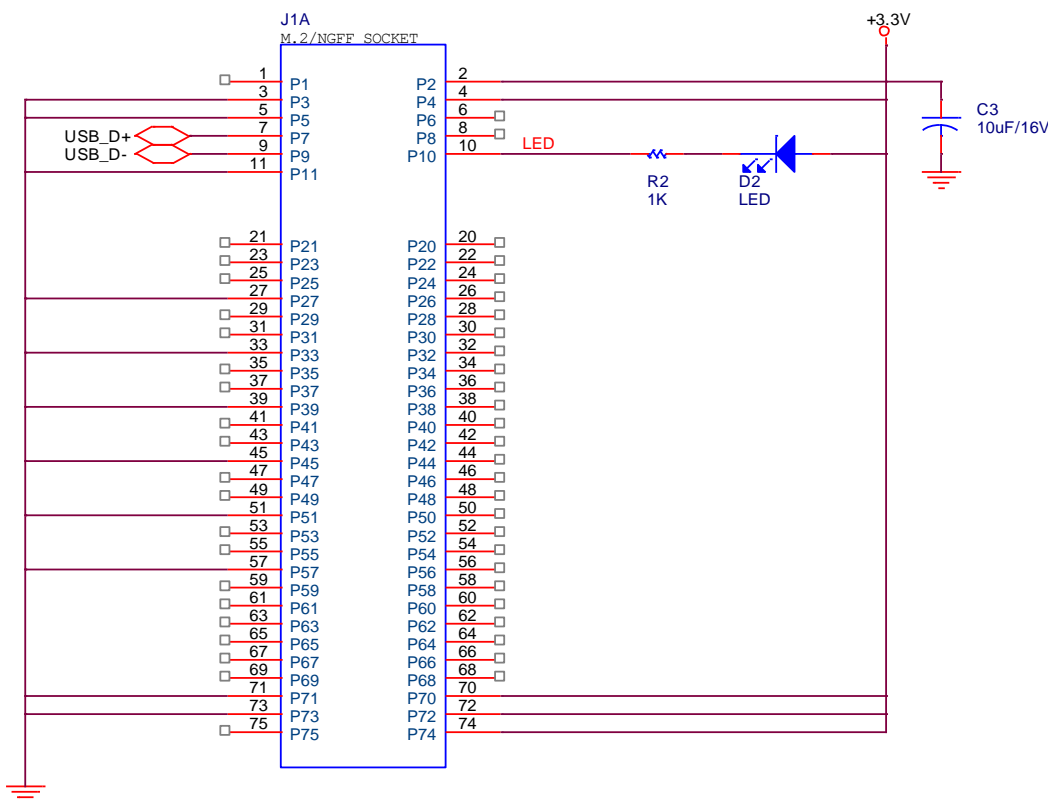 J1A
+3.3V
M.2/NGFF SOCKET
1 P1 P2 2
3 P3 P4 4
5 P5 P6 6
USB_D+ 7 P7 P8 8
USB_D- 9 P9 P10 10 LED
11 P11
C3
10uF/16V
R2
1K
D2
LED
21 P21 P20 20
23 P23 P22 22
25 P25 P24 24
27 P27 P26 26
29 P29 P28 28
31 P31 P30 30
33 P33 P32 32
35 P35 P34 34
37 P37 P36 36
39 P39 P38 38
41 P41 P40 40
43 P43 P42 42
45 P45 P44 44
47 P47 P46 46
49 P49 P48 48
51 P51 P50 50
53 P53 P52 52
55 P55 P54 54
57 P57 P56 56
59 P59 P58 58
61 P61 P60 60
63 P63 P62 62
65 P65 P64 64
67 P67 P66 66
69 P69 P68 68
71 P71 P70 70
73 P73 P72 72
75 P75 P74 74